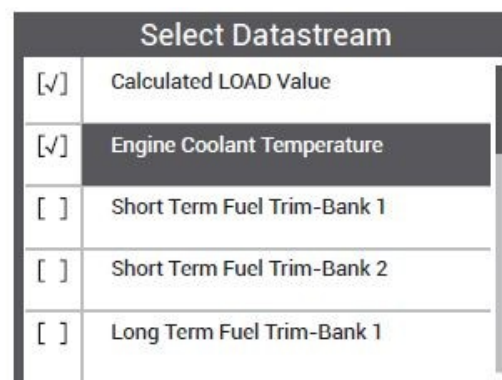 Select Datastream
[√] Calculated LOAD Value
[√] Engine Coolant Temperature
[ ] Short Term Fuel Trim-Bank 1
[ ] Short Term Fuel Trim-Bank 2
[ ] Long Term Fuel Trim-Bank 1